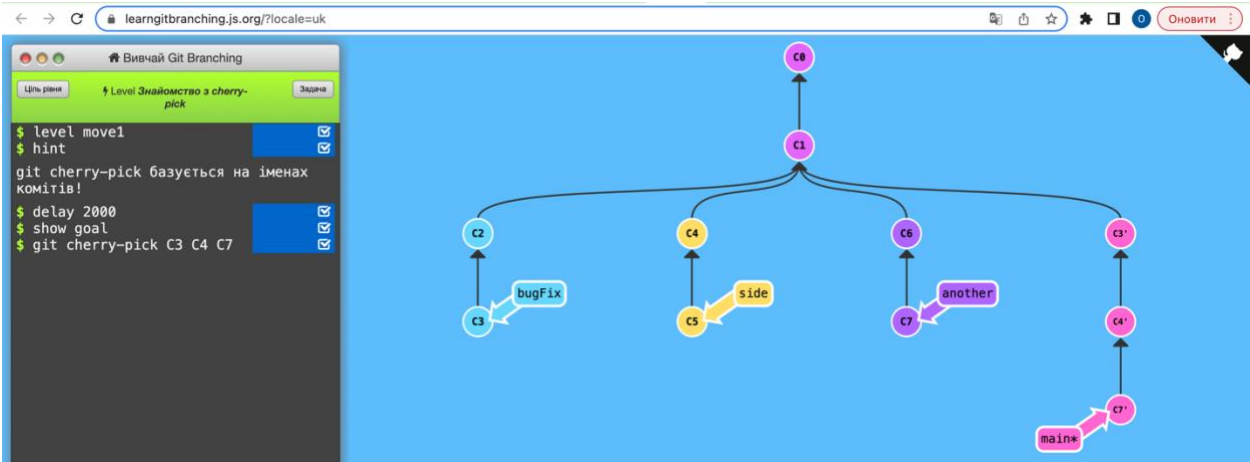 learngitbranching.js.org/?locale=uk
О
Оновити
Вивчай Git Branching
Ціль рівня
Level Знайомство з cherry-
pick
Задача
$ level move1
$ hint
git cherry-pick базується на іменах
комітів!
$ delay 2000
$ show goal
$ git cherry-pick C3 C4 C7
C0
C1
C2
C4
C6
C3'
bugFix
side
another
C3
C5
C7
C4'
C7'
main*